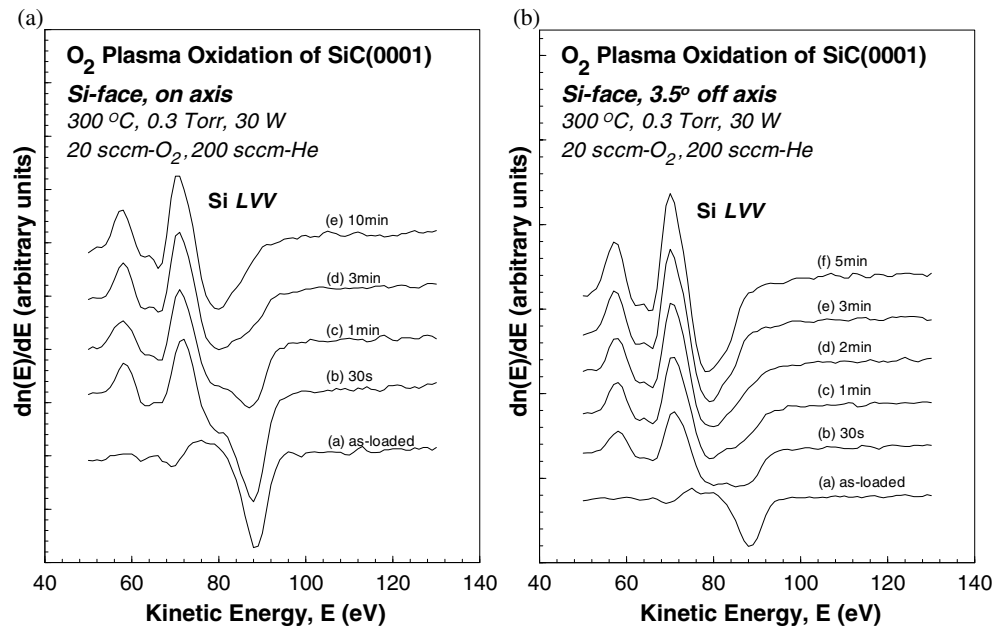 (a)
O2 Plasma Oxidation of SiC(0001)
Si-face, on axis
300 °C, 0.3 Torr, 30 W
20 sccm-O2, 200 sccm-He
Si LVV
(e) 10min
(d) 3min
(c) 1min
(b) 30s
(a) as-loaded
dn(E)/dE (arbitrary units)
40 60 80 100 120 140
Kinetic Energy, E (eV)
(b)
O2 Plasma Oxidation of SiC(0001)
Si-face, 3.5° off axis
300 °C, 0.3 Torr, 30 W
20 sccm-O2, 200 sccm-He
Si LVV
(f) 5min
(e) 3min
(d) 2min
(c) 1min
(b) 30s
(a) as-loaded
dn(E)/dE (arbitrary units)
40 60 80 100 120 140
Kinetic Energy, E (eV)